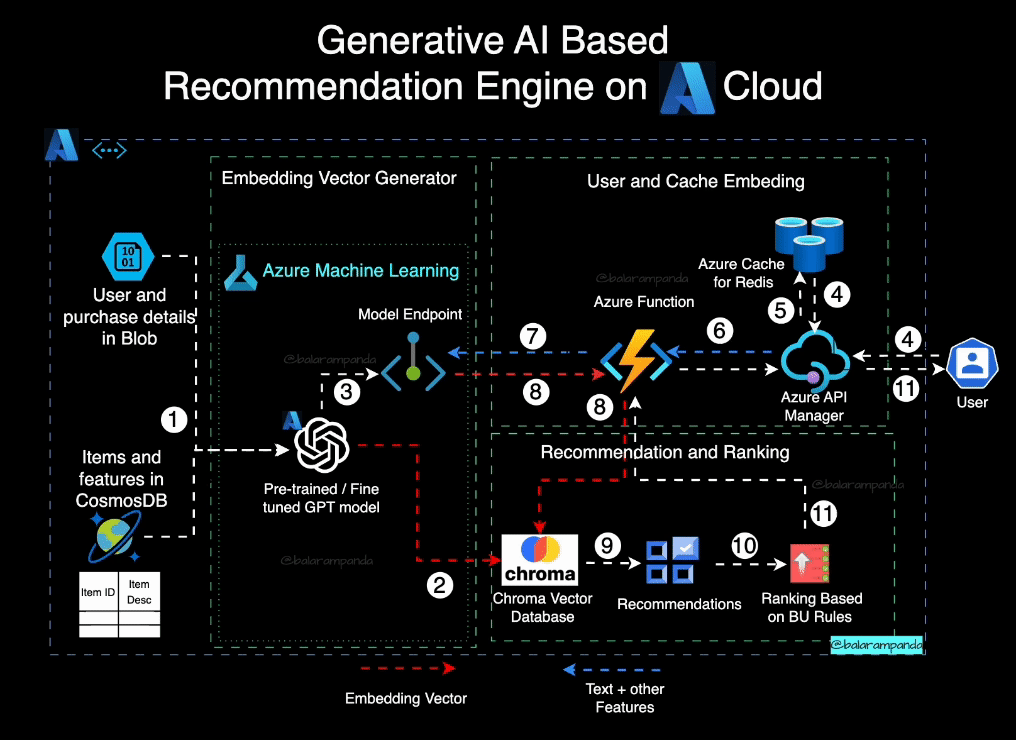 Generative AI Based
Recommendation Engine on Cloud
Embedding Vector Generator
User and Cache Embeding
10
01
User and
purchase details
in Blob
Azure Machine Learning
Model Endpoint
@balarampanda
Azure Cache
for Redis
@balarampanda
Azure Function
5
4
7
6
4
3
8
8
11
Azure API
Manager
User
1
Items and
features in
CosmosDB
Pre-trained / Fine
tuned GPT model
Recommendation and Ranking
@balarampanda
11
@balarampanda
2
chroma
9
10
Item ID
Item
Desc
Chroma Vector
Database
Recommendations
Ranking Based
on BU Rules
@balarampanda
Embedding Vector
Text + other
Features